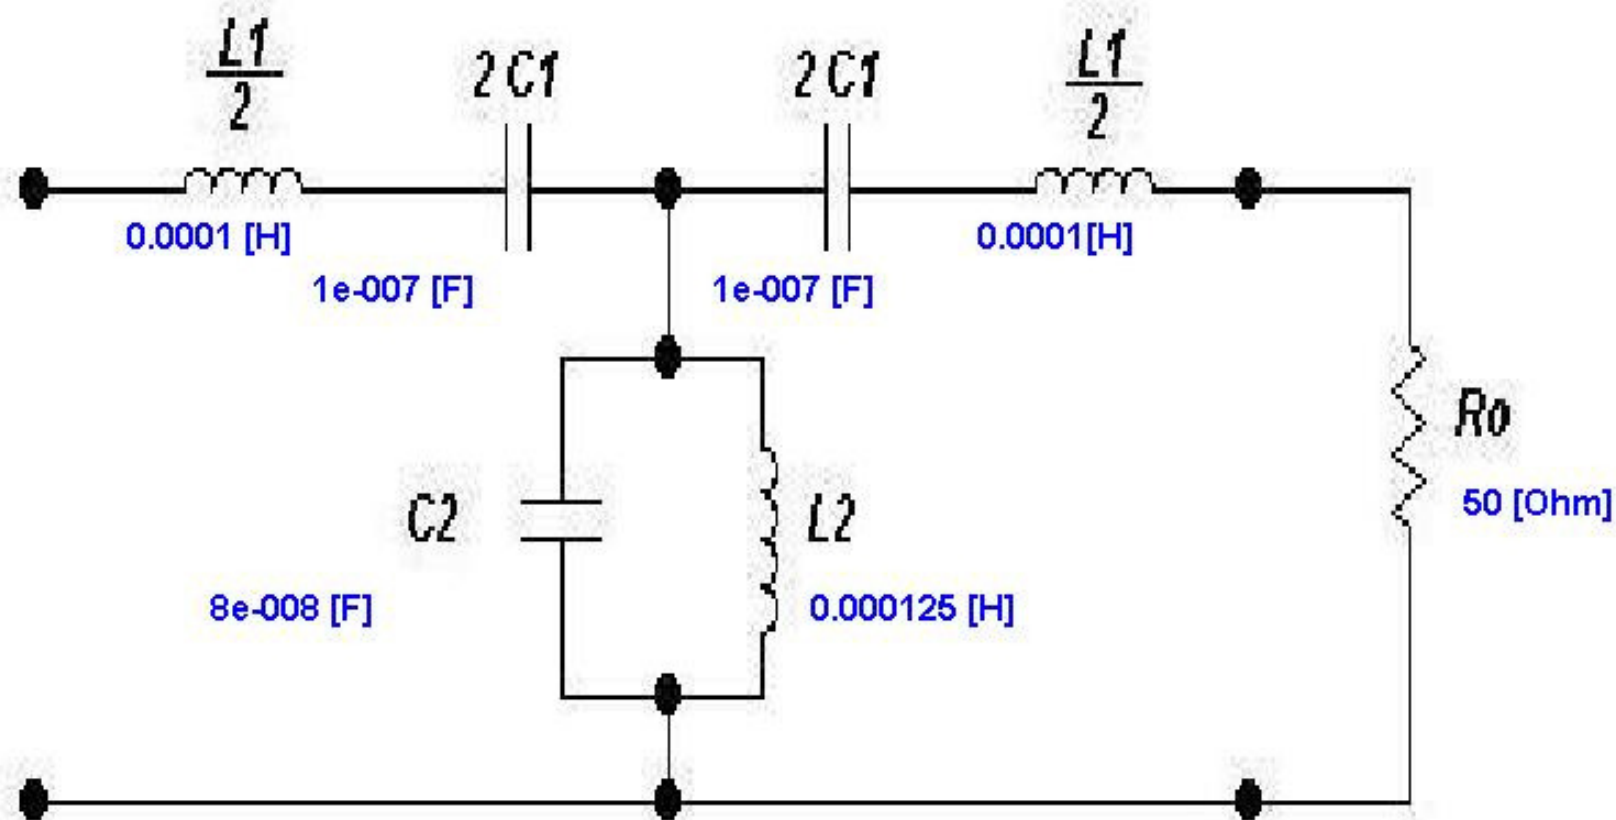 L1
2
2C1
2C1
L1
2
0.0001 [H]
0.0001[H]
1e-007 [F]
1e-007 [F]
Ro
50 [Ohm]
C2
L2
8e-008 [F]
0.000125 [H]